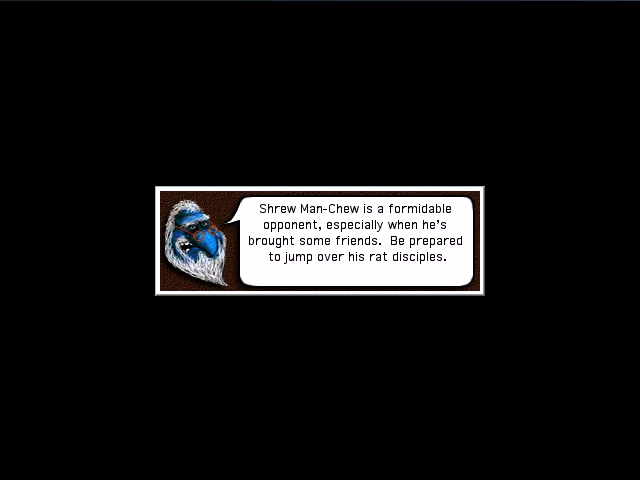 Shrew Man-Chew is a formidable
opponent, especially when he's
brought some friends.  Be prepared
to jump over his rat disciples.